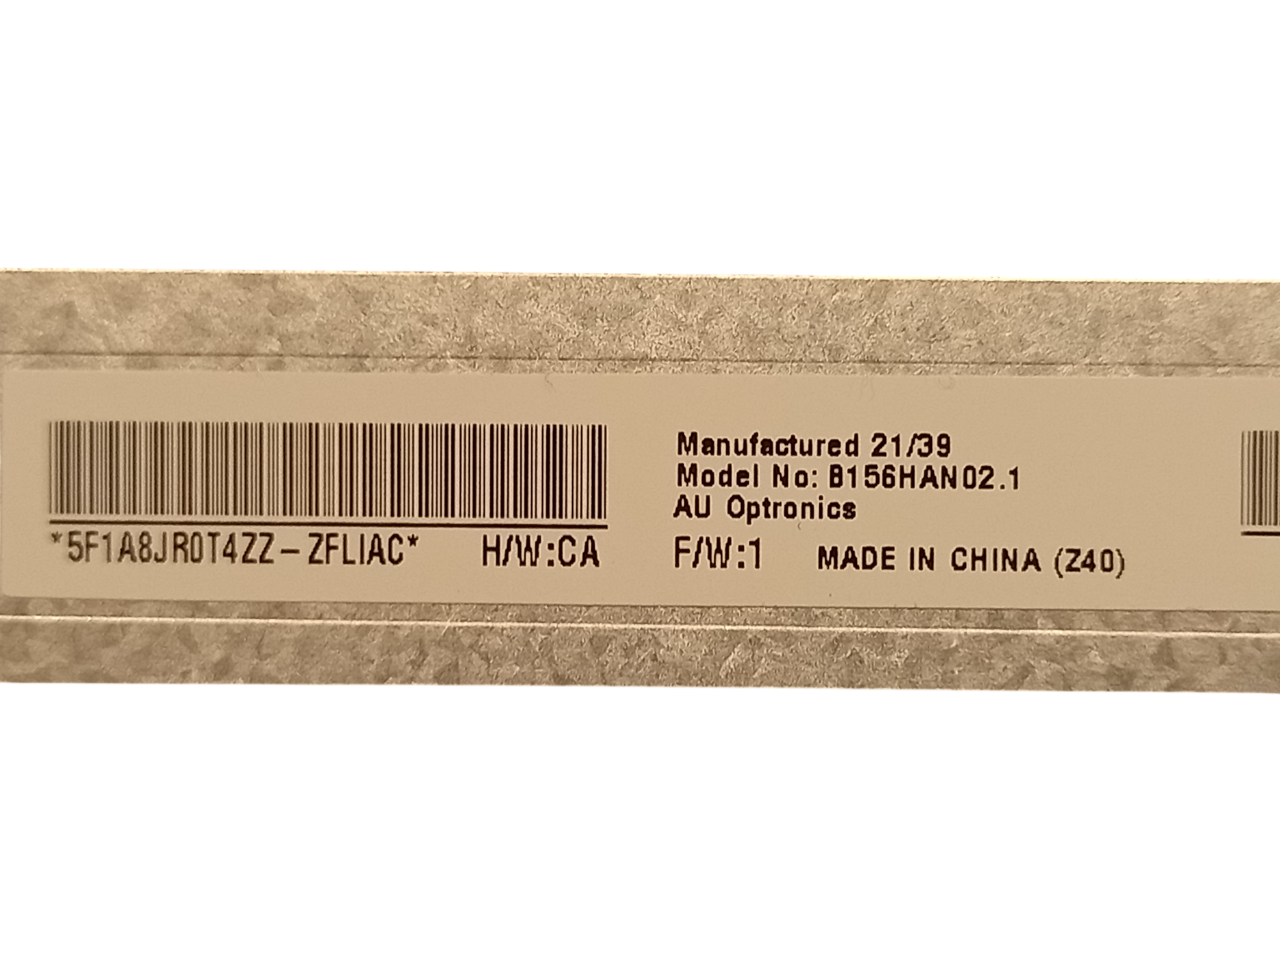 Manufactured 21/39
Model No: B156HAN02.1
AU Optronics
*5F1A8JR0T4ZZ-ZFLIAC* H/W:CA F/W:1 MADE IN CHINA (Z40)